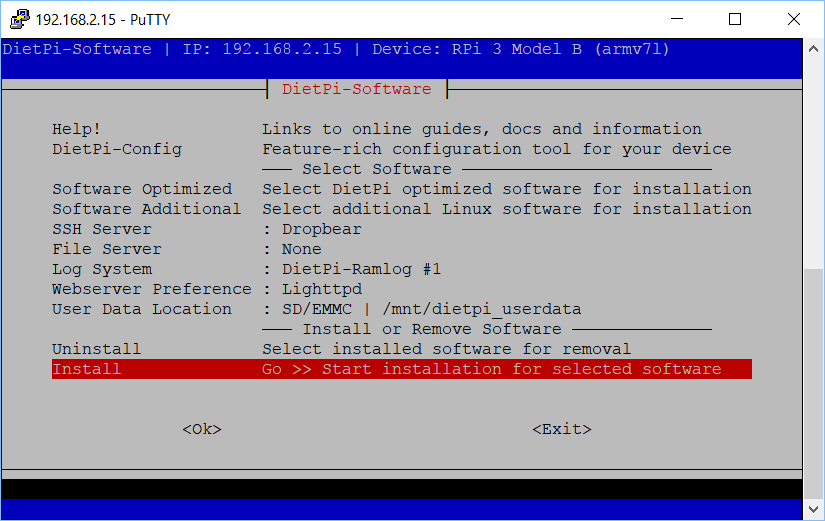 192.168.2.15 - PuTTY
DietPi-Software | IP: 192.168.2.15 | Device: RPi 3 Model B (armv7l)
DietPi-Software
Help! Links to online guides, docs and information
DietPi-Config Feature-rich configuration tool for your device
Select Software
Software Optimized Select DietPi optimized software for installation
Software Additional Select additional Linux software for installation
SSH Server : Dropbear
File Server : None
Log System : DietPi-Ramlog #1
Webserver Preference : Lighttpd
User Data Location : SD/EMMC | /mnt/dietpi_userdata
Install or Remove Software
Uninstall Select installed software for removal
Install Go >> Start installation for selected software
<Ok> <Exit>